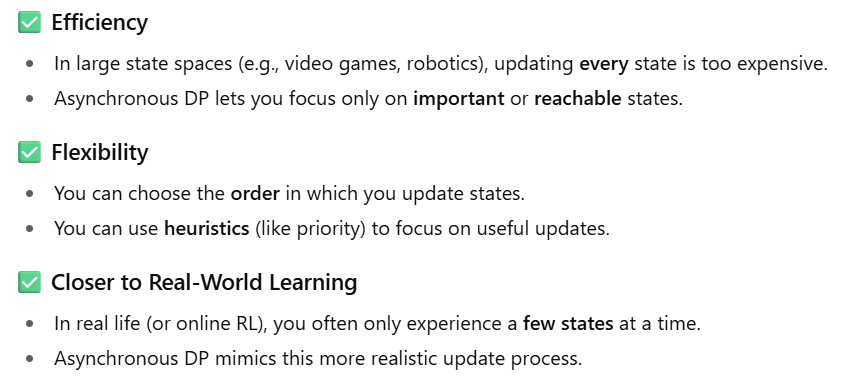 ✅ Efficiency
• In large state spaces (e.g., video games, robotics), updating every state is too expensive.
• Asynchronous DP lets you focus only on important or reachable states.
✅ Flexibility
• You can choose the order in which you update states.
• You can use heuristics (like priority) to focus on useful updates.
✅ Closer to Real-World Learning
• In real life (or online RL), you often only experience a few states at a time.
• Asynchronous DP mimics this more realistic update process.